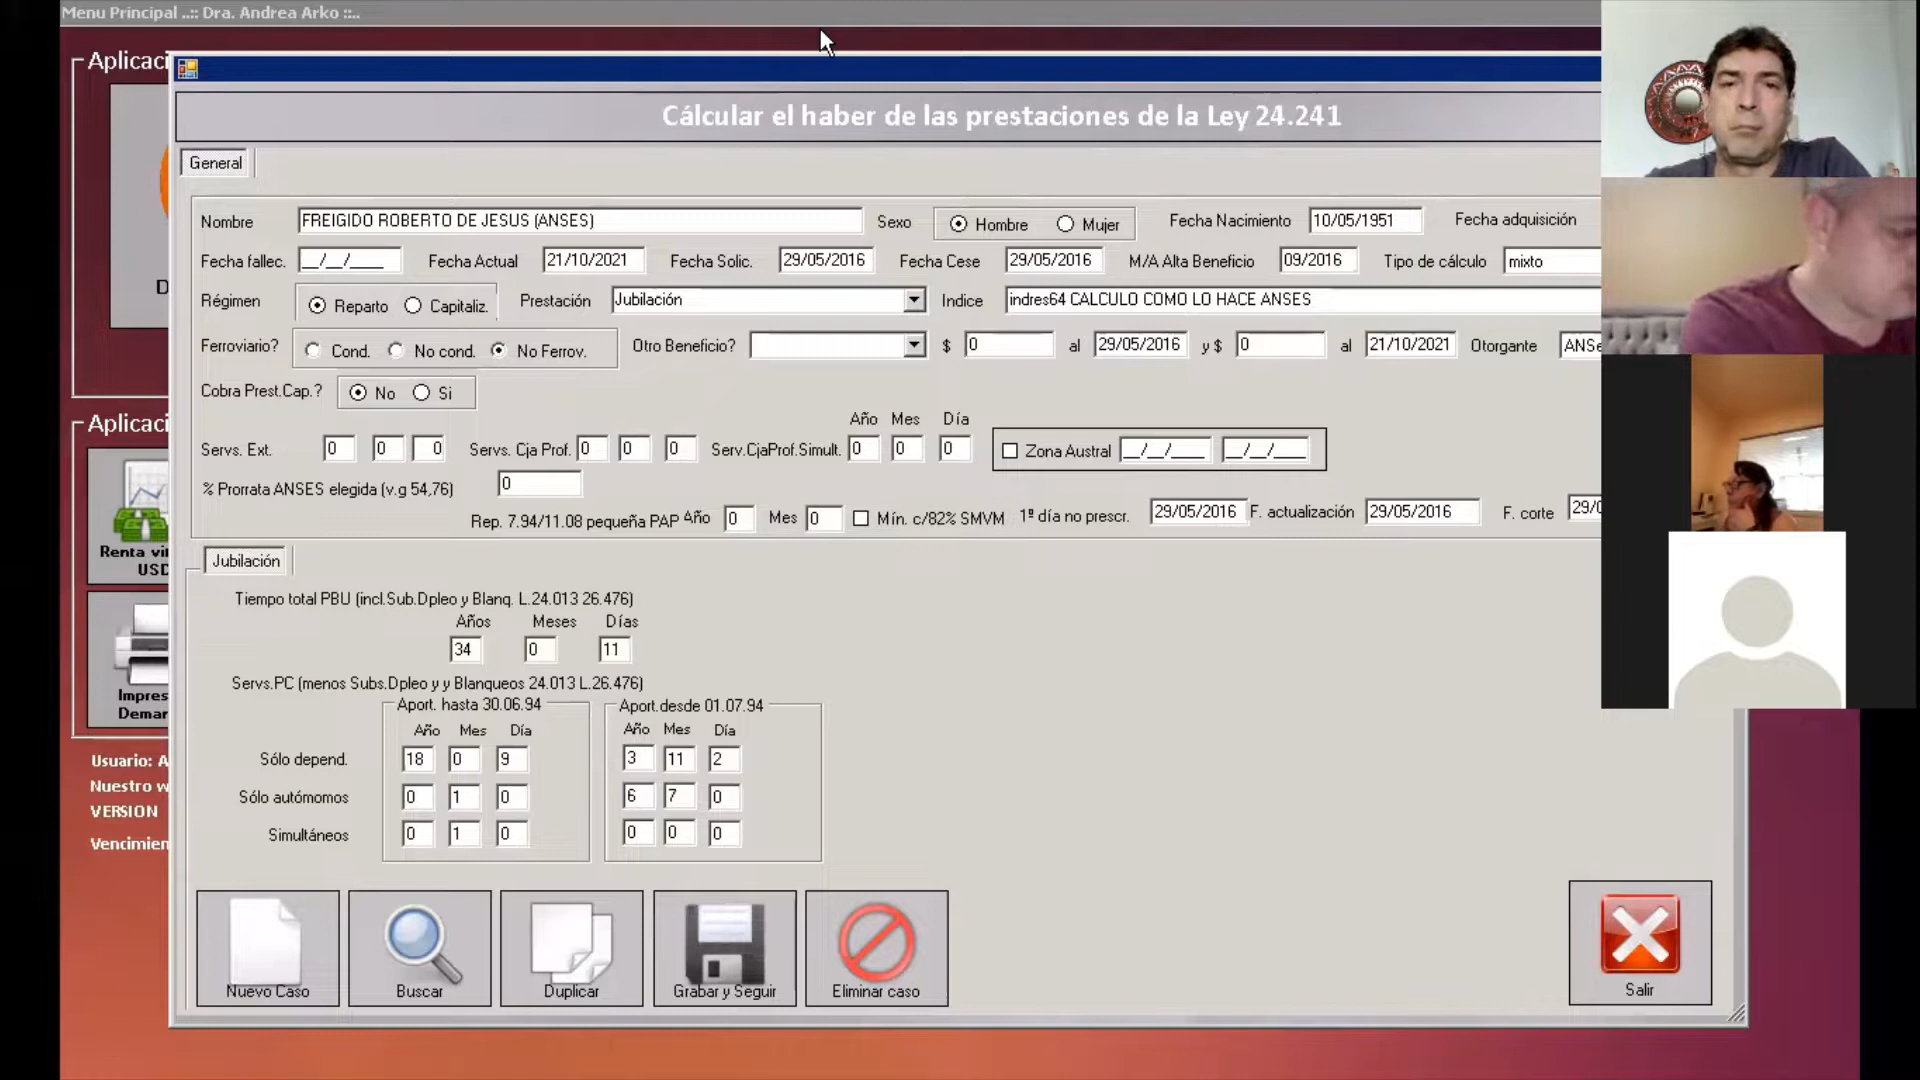 Menu Principal ..:: Dra. Andrea Arko ::..
Aplicaci
Cálcular el haber de las prestaciones de la Ley 24.241
General
Nombre FREIGIDO ROBERTO DE JESUS (ANSES) Sexo Hombre Mujer Fecha Nacimiento 10/05/1951 Fecha adquisición
Fecha fallec. __/__/____ Fecha Actual 21/10/2021 Fecha Solic. 29/05/2016 Fecha Cese 29/05/2016 M/A Alta Beneficio 09/2016 Tipo de cálculo mixto
D
Régimen Reparto Capitaliz. Prestación Jubilación Indice indres64 CALCULO COMO LO HACE ANSES
Ferroviario? Cond. No cond. No Ferrov. Otro Beneficio? $ 0 al 29/05/2016 y $ 0 al 21/10/2021 Otorgante ANSe
Cobra Prest.Cap.? No Si
Aplicaci
Año Mes Día
Servs. Ext. 0 0 0 Servs. Cja Prof. 0 0 0 Serv.CjaProf.Simult. 0 0 0 Zona Austral __/__/____ __/__/____
% Prorrata ANSES elegida (v.g 54,76) 0
Rep. 7.94/11.08 pequeña PAP Año 0 Mes 0 Mín. c/82% SMVM 1º día no prescr. 29/05/2016 F. actualización 29/05/2016 F. corte 29/0
Renta vi
USD
Jubilación
Tiempo total PBU (incl.Sub.Dpleo y Blanq. L.24.013 26.476)
Años Meses Días
34 0 11
Servs.PC (menos Subs.Dpleo y y Blanqueos 24.013 L.26.476)
Impres
Demar
Aport. hasta 30.06.94 Aport.desde 01.07.94
Año Mes Día Año Mes Día
Sólo depend. 18 0 9 3 11 2
Sólo autómomos 0 1 0 6 7 0
Simultáneos 0 1 0 0 0 0
Usuario: A
Nuestro w
VERSION
Vencimien
Nuevo Caso Buscar Duplicar Grabar y Seguir Eliminar caso Salir